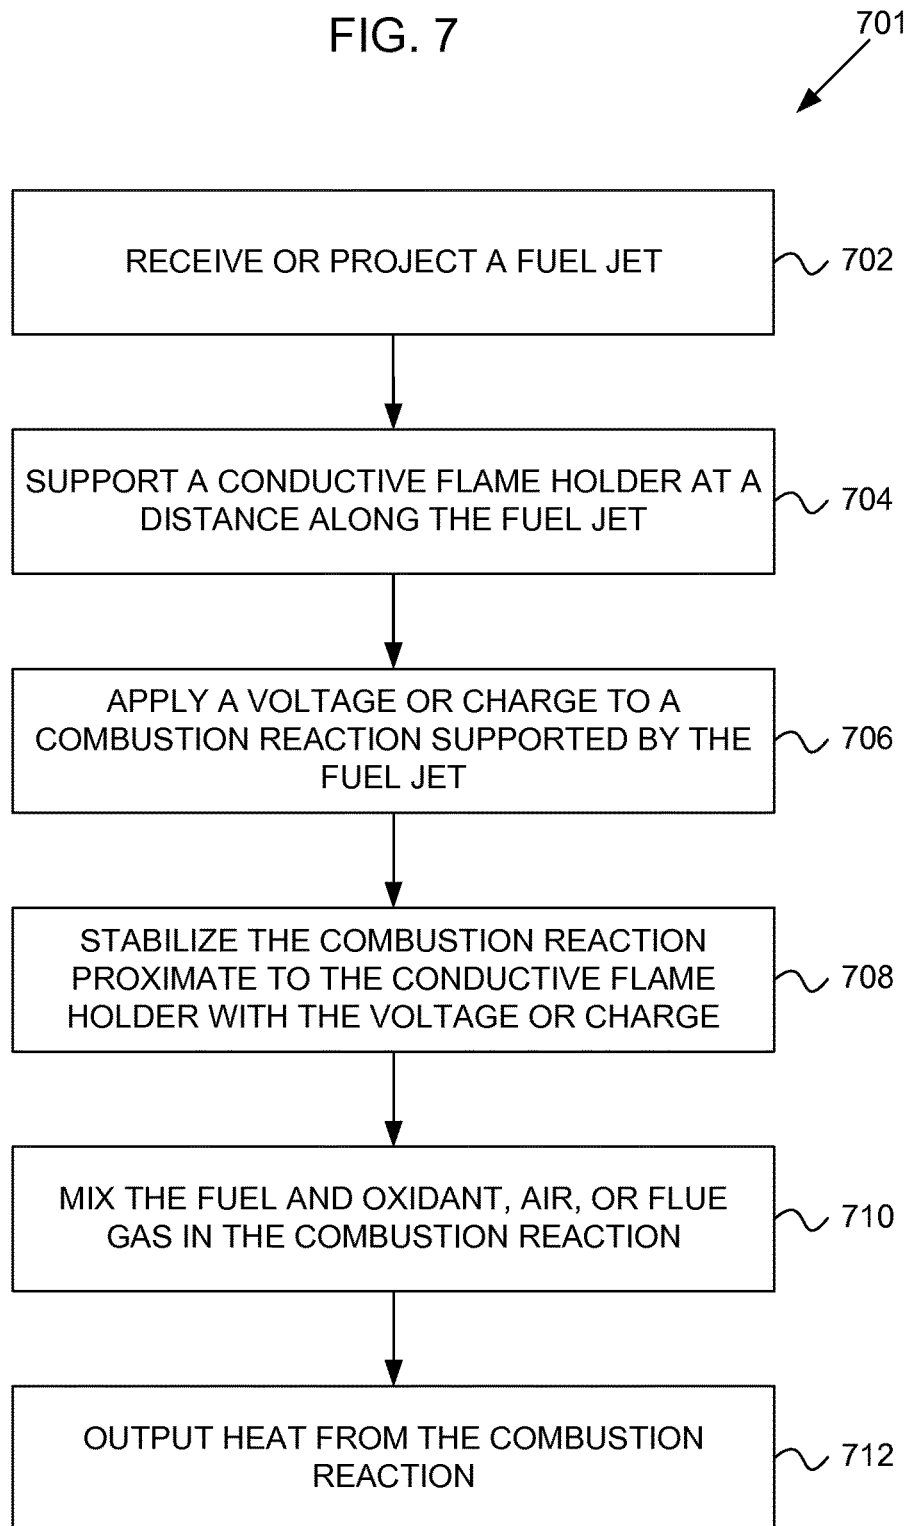 FIG. 7
701
RECEIVE OR PROJECT A FUEL JET
702
SUPPORT A CONDUCTIVE FLAME HOLDER AT A
DISTANCE ALONG THE FUEL JET
704
APPLY A VOLTAGE OR CHARGE TO A
COMBUSTION REACTION SUPPORTED BY THE
FUEL JET
706
STABILIZE THE COMBUSTION REACTION
PROXIMATE TO THE CONDUCTIVE FLAME
HOLDER WITH THE VOLTAGE OR CHARGE
708
MIX THE FUEL AND OXIDANT, AIR, OR FLUE
GAS IN THE COMBUSTION REACTION
710
OUTPUT HEAT FROM THE COMBUSTION
REACTION
712